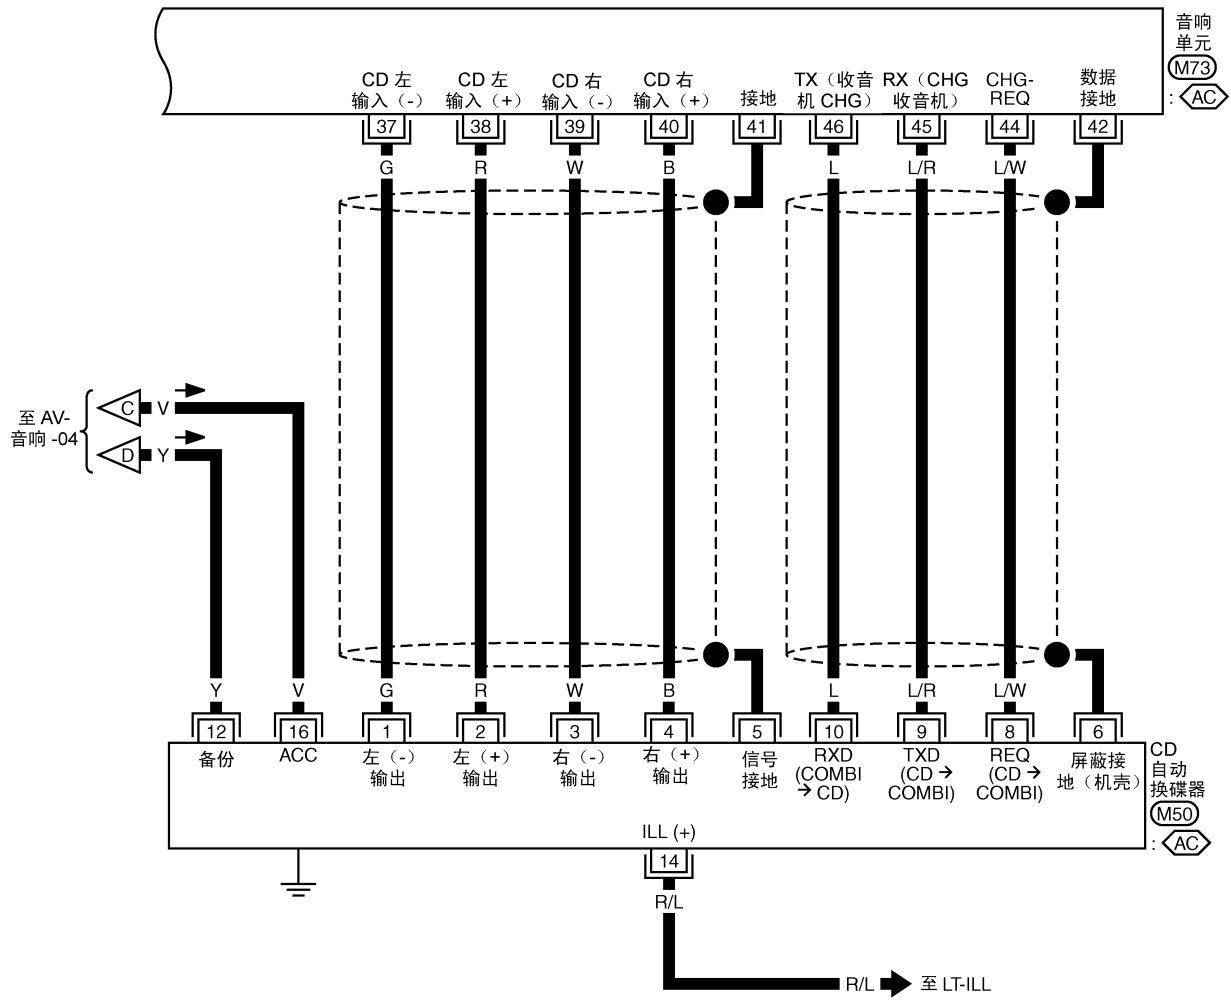 音响
单元
M73
: AC
CD 左
输入（-）
CD 左
输入（+）
CD 右
输入（-）
CD 右
输入（+）
接地
TX（收音
机 CHG）
RX（CHG
收音机）
CHG-
REQ
数据
接地
37 38 39 40 41 46 45 44 42
G R W B L L/R L/W
至 AV-
音响 -04
C V
D Y
Y V G R W B L L/R L/W
12 16 1 2 3 4 5 10 9 8 6
备份
ACC
左（-）
输出
左（+）
输出
右（-）
输出
右（+）
输出
信号
接地
RXD
(COMBI
→ CD)
TXD
(CD →
COMBI)
REQ
(CD →
COMBI)
屏蔽接
地（机壳）
CD
自动
换碟器
M50
: AC
ILL (+)
14
R/L
R/L 至 LT-ILL